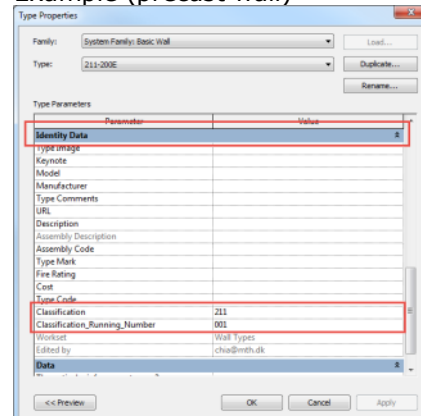 Example (precast wall)
Type Properties
Family: System Family: Basic Wall Load...
Type: 211-200E Duplicate...
Rename...
Type Parameters
Parameter Value
Identity Data
Type Image
Keynote
Model
Manufacturer
Type Comments
URL
Description
Assembly Description
Assembly Code
Type Mark
Fire Rating
Cost
Type Code
Classification 211
Classification_Running_Number 001
Workset Wall Types
Edited by chia@mth.dk
Data
<< Preview OK Cancel Apply